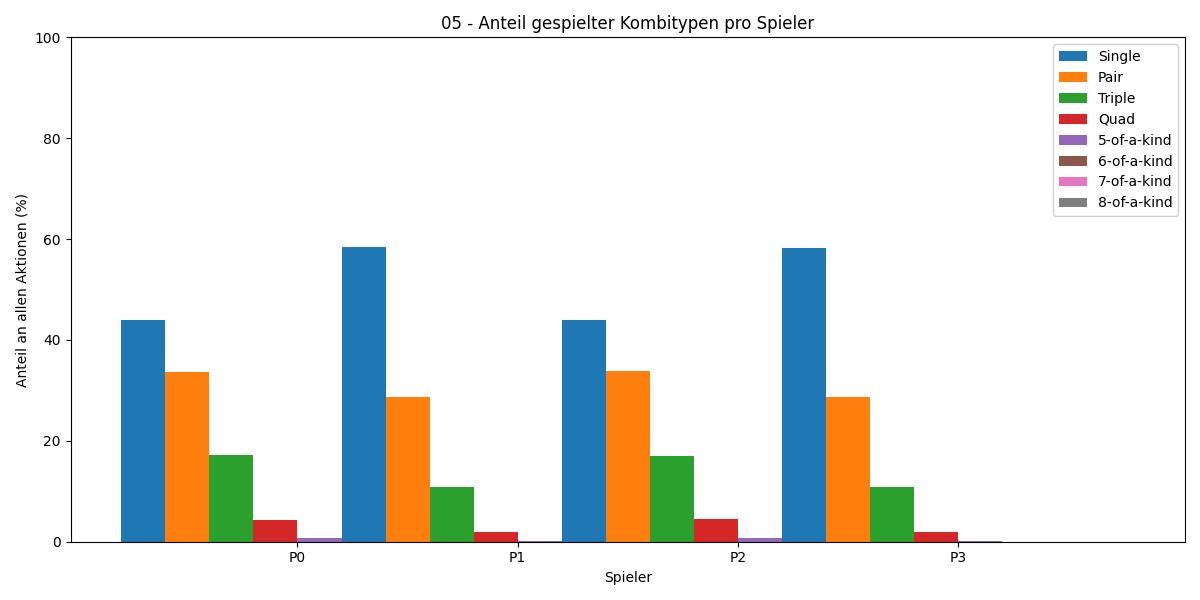 05 - Anteil gespielter Kombitypen pro Spieler
Anteil an allen Aktionen (%)
100
80
60
40
20
0
Single
Pair
Triple
Quad
5-of-a-kind
6-of-a-kind
7-of-a-kind
8-of-a-kind
P0 P1 P2 P3
Spieler